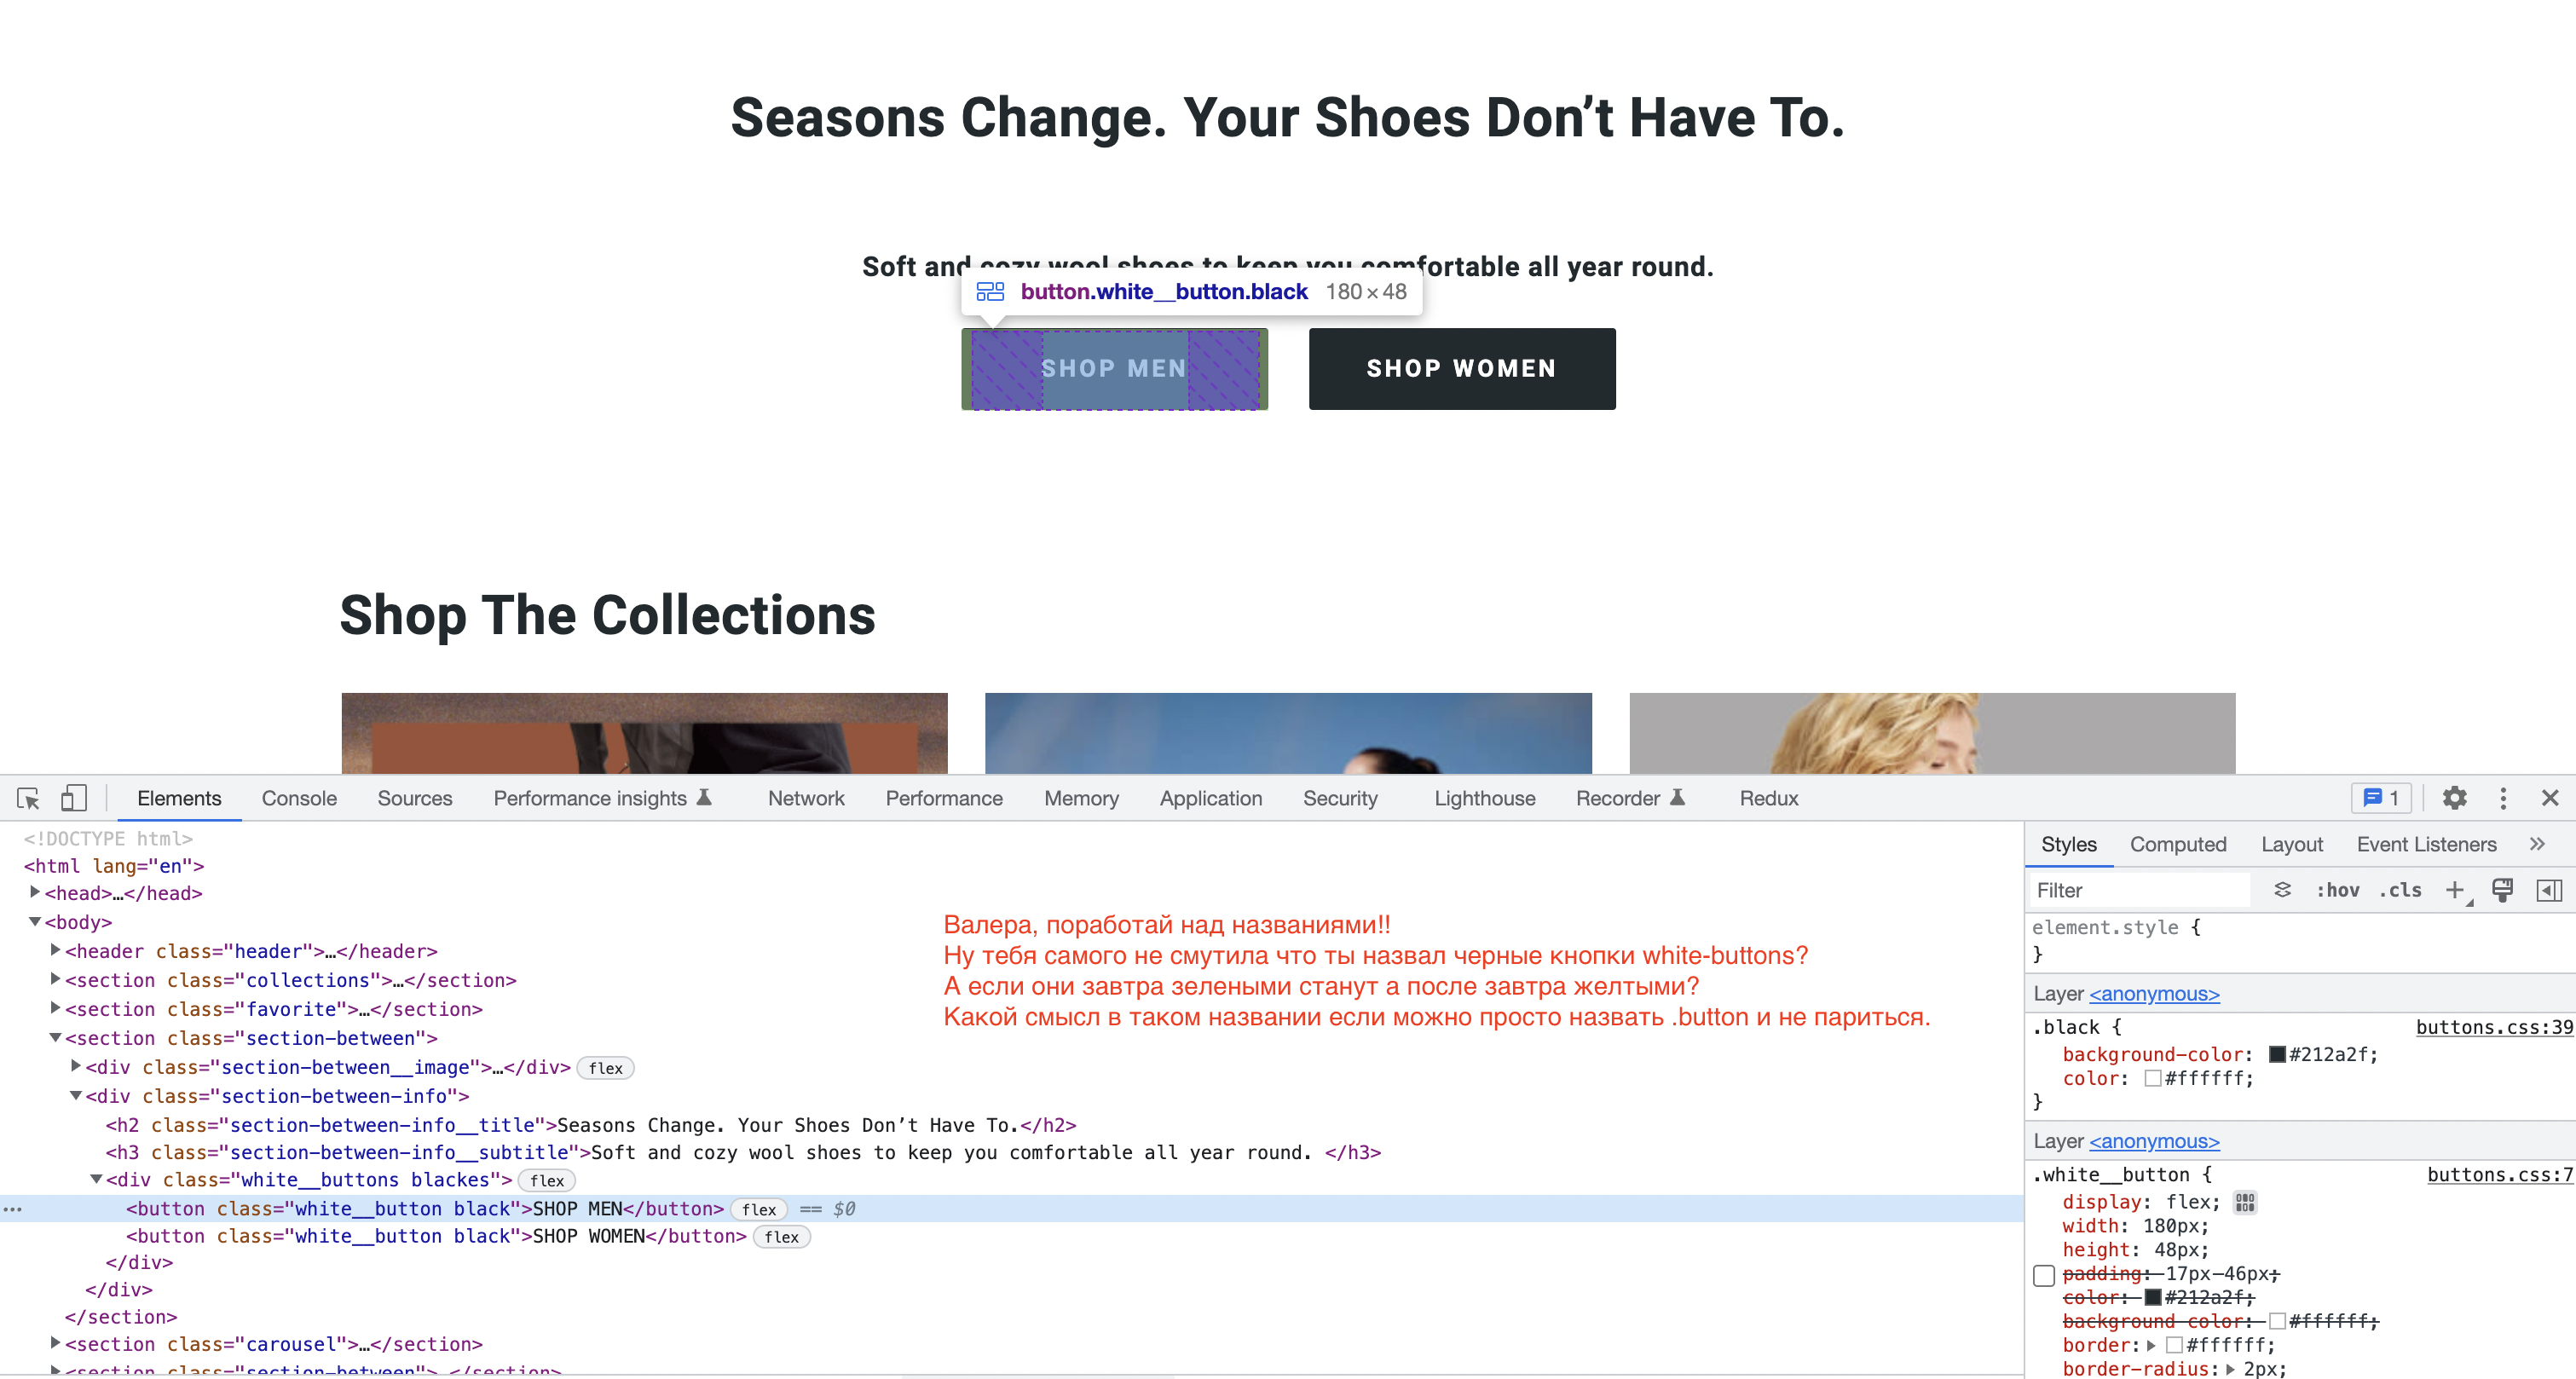 Seasons Change. Your Shoes Don’t Have To.
Soft and cozy wool shoes to keep you comfortable all year round.
button.white__button.black 180×48
SHOP MEN
SHOP WOMEN
Shop The Collections
Elements Console Sources Performance insights Network Performance Memory Application Security Lighthouse Recorder Redux 1
<!DOCTYPE html>
<html lang="en">
<head>…</head>
<body>
<header class="header">…</header>
<section class="collections">…</section>
<section class="favorite">…</section>
<section class="section-between">
<div class="section-between__image">…</div> flex
<div class="section-between-info">
<h2 class="section-between-info__title">Seasons Change. Your Shoes Don’t Have To.</h2>
<h3 class="section-between-info__subtitle">Soft and cozy wool shoes to keep you comfortable all year round. </h3>
<div class="white__buttons blackes"> flex
… <button class="white__button black">SHOP MEN</button> flex == $0
<button class="white__button black">SHOP WOMEN</button> flex
</div>
</div>
</section>
<section class="carousel">…</section>
<section class="section-between">…</section>
Валера, поработай над названиями!!
Ну тебя самого не смутила что ты назвал черные кнопки white-buttons?
А если они завтра зелеными станут а после завтра желтыми?
Какой смысл в таком названии если можно просто назвать .button и не париться.
Styles Computed Layout Event Listeners »
Filter :hov .cls +
element.style {
}
Layer <anonymous>
.black { buttons.css:39
background-color: #212a2f;
color: #ffffff;
}
Layer <anonymous>
.white__button { buttons.css:7
display: flex;
width: 180px;
height: 48px;
padding: 17px 46px;
color: #212a2f;
background-color: #ffffff;
border: #ffffff;
border-radius: 2px;